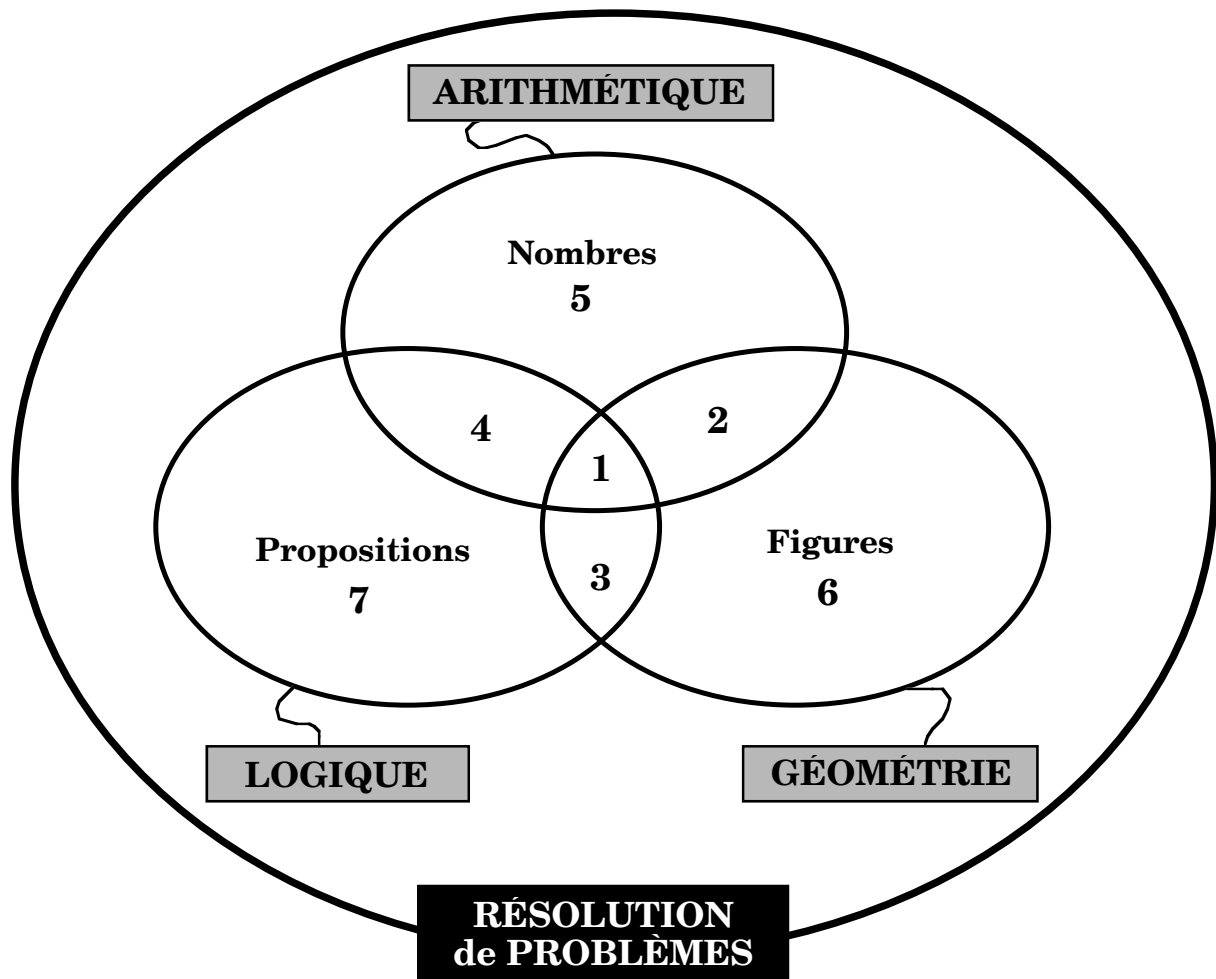 ARITHMÉTIQUE
Nombres
5
4
2
1
Propositions
7
3
Figures
6
LOGIQUE
GÉOMÉTRIE
RÉSOLUTION
de PROBLÈMES